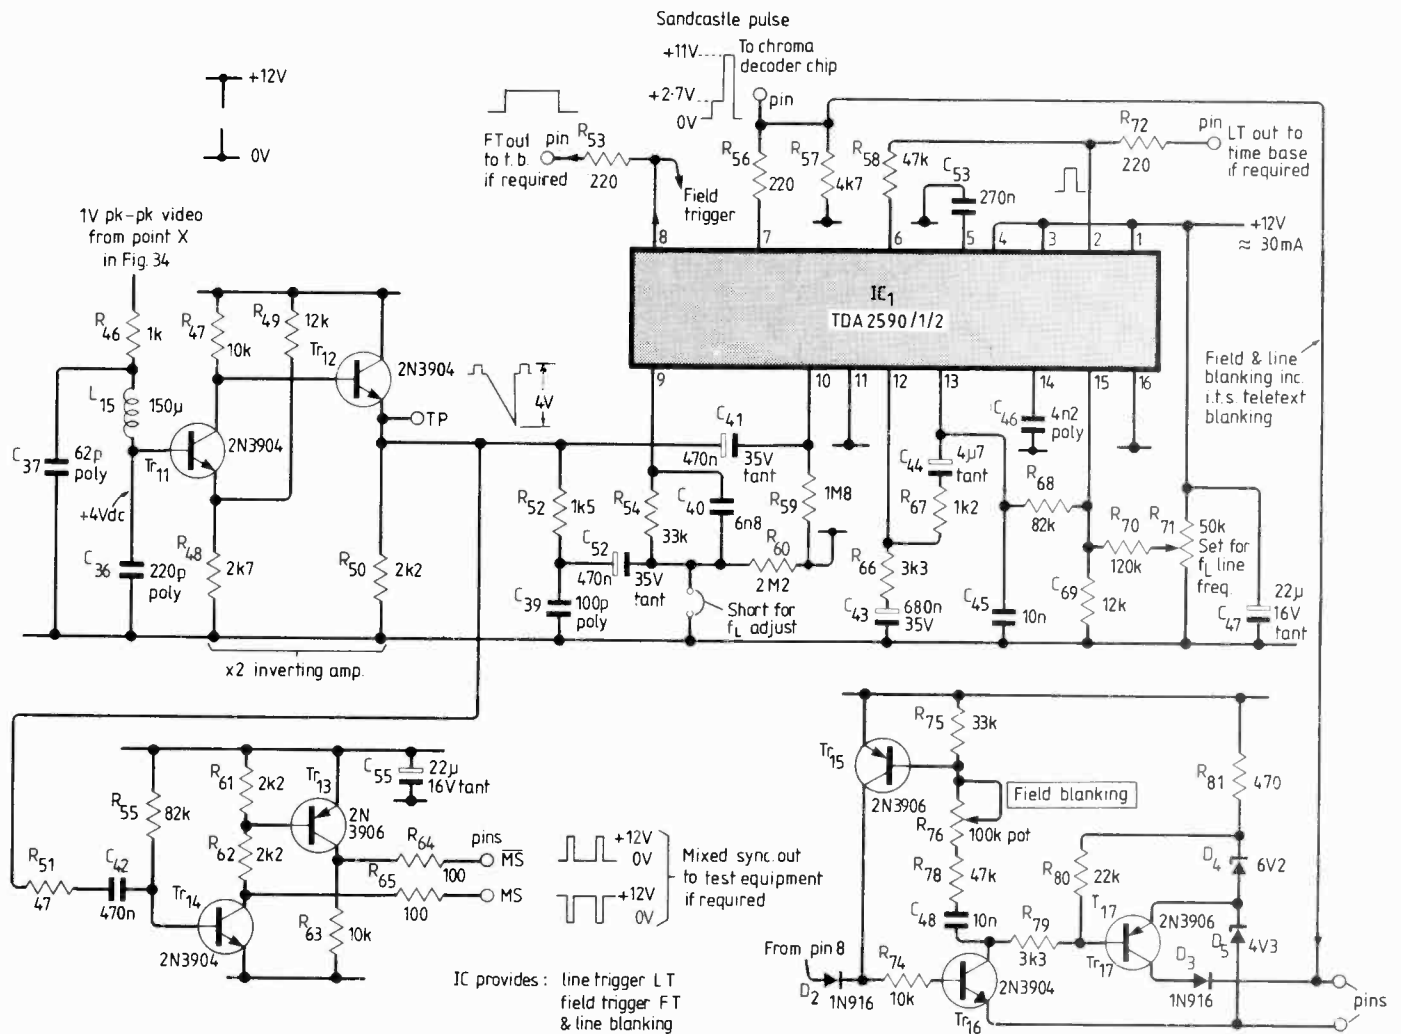 Sandcastle pulse
+11V
To chroma
decoder chip
+2·7V
pin
0V
+12V
0V
FT out
to t.b.
if required
pin
R53
220
Field
trigger
R56
220
R57
4k7
R58
47k
C53
270n
R72
220
pin
LT out to
time base
if required
+12V
≈ 30mA
8
7
6
5
4
3
2
1
IC1
TDA2590/1/2
9
10
11
12
13
14
15
16
1V pk-pk video
from point X
in Fig. 34
R46
1k
R47
10k
R49
12k
Tr12
2N3904
L15
150µ
C37
62p
poly
Tr11
2N3904
+4Vdc
C36
220p
poly
R48
2k7
R50
2k2
TP
4V
x2 inverting amp.
C41
470n
35V
tant
R52
1k5
C52
470n
35V
tant
C39
100p
poly
R54
33k
C40
6n8
R59
1M8
R60
2M2
Short for
fL adjust
R66
3k3
C43
680n
35V
C44
4µ7
tant
R67
1k2
C45
10n
C46
4n2
poly
R68
82k
R70
120k
C69
12k
R71
50k
Set for
fL line
freq.
C47
22µ
16V
tant
Field & line
blanking inc.
i.t.s. teletext
blanking
R51
47
C42
470n
R55
82k
R61
2k2
R62
2k2
Tr13
2N
3906
C55
22µ
16V tant
Tr14
2N3904
R63
10k
R64
100
R65
100
pins
MS
MS
+12V
0V
+12V
0V
Mixed sync. out
to test equipment
if required
IC provides: line trigger LT
field trigger FT
& line blanking
R75
33k
Tr15
2N3906
Field blanking
R76
100k pot
R78
47k
C48
10n
R79
3k3
R80
22k
R81
470
D4
6V2
D5
4V3
T17
2N3906
Tr17
D3
1N916
From pin 8
D2
1N916
R74
10k
Tr16
2N3904
pins